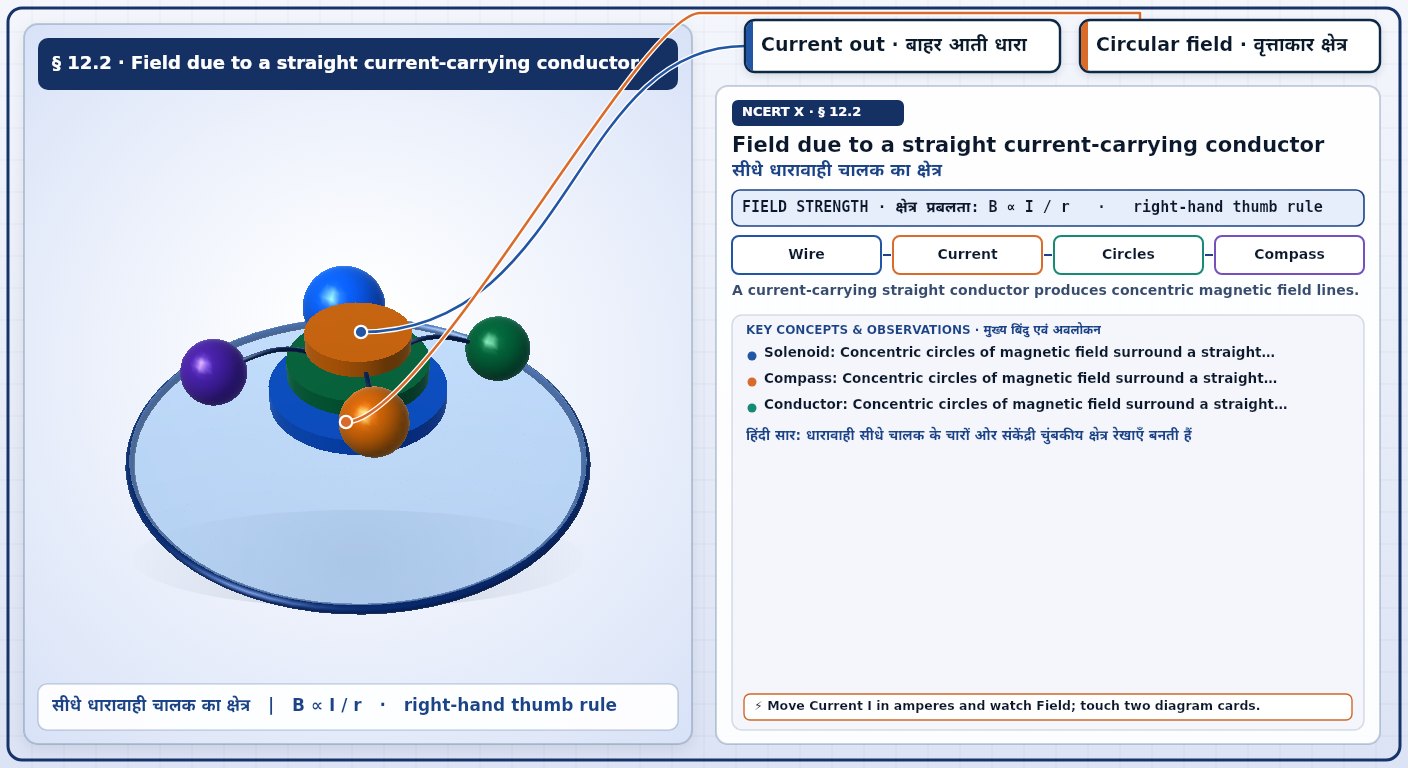 § 12.2 · Field due to a straight current-carrying conductor
Current out · बाहर आती धारा
Circular field · वृत्ताकार क्षेत्र
NCERT X · § 12.2
Field due to a straight current-carrying conductor
सीधे धारावाही चालक का क्षेत्र
FIELD STRENGTH · क्षेत्र प्रबलता: B ∝ I / r · right-hand thumb rule
Wire
Current
Circles
Compass
A current-carrying straight conductor produces concentric magnetic field lines.
KEY CONCEPTS & OBSERVATIONS · मुख्य बिंदु एवं अवलोकन
Solenoid: Concentric circles of magnetic field surround a straight…
Compass: Concentric circles of magnetic field surround a straight…
Conductor: Concentric circles of magnetic field surround a straight…
हिंदी सार: धारावाही सीधे चालक के चारों ओर संकेंद्री चुंबकीय क्षेत्र रेखाएँ बनती हैं
⚡ Move Current I in amperes and watch Field; touch two diagram cards.
सीधे धारावाही चालक का क्षेत्र | B ∝ I / r · right-hand thumb rule